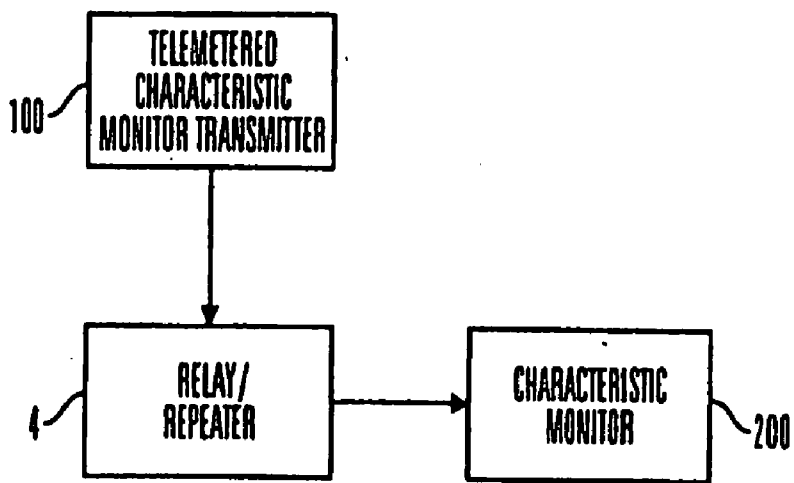 TELEMETERED
CHARACTERISTIC
MONITOR TRANSMITTER
100
RELAY/
REPEATER
4
CHARACTERISTIC
MONITOR
200